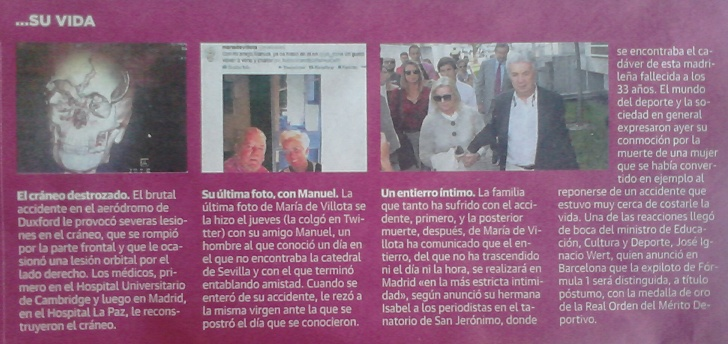 ...SU VIDA
El cráneo destrozado. El brutal
accidente en el aeródromo de
Duxford le provocó severas lesio-
nes en el cráneo, que se rompió
por la parte frontal y que le oca-
sionó una lesión orbital por el
lado derecho. Los médicos, pri-
mero en el Hospital Universitario
de Cambridge y luego en Madrid,
en el Hospital La Paz, le recons-
truyeron el cráneo.
Su última foto, con Manuel. La
última foto de María de Villota se
la hizo el jueves (la colgó en Twi-
tter) con su amigo Manuel, un
hombre al que conoció un día en
el que no encontraba la catedral
de Sevilla y con el que terminó
entablando amistad. Cuando se
enteró de su accidente, le rezó a
la misma virgen ante la que se
postró el día que se conocieron.
Un entierro íntimo. La familia
que tanto ha sufrido con el acci-
dente, primero, y la posterior
muerte, después, de María de Vi-
llota ha comunicado que el en-
tierro, del que no ha trascendido
ni el día ni la hora, se realizará en
Madrid «en la más estricta intimi-
dad», según anunció su hermana
Isabel a los periodistas en el ta-
natorio de San Jerónimo, donde
se encontraba el ca-
dáver de esta madri-
leña fallecida a los
33 años. El mundo
del deporte y la so-
ciedad en general
expresaron ayer su
conmoción por la
muerte de una mujer
que se había conver-
tido en ejemplo al
reponerse de un accidente que
estuvo muy cerca de costarle la
vida. Una de las reacciones llegó
de boca del ministro de Educa-
ción, Cultura y Deporte, José Ig-
nacio Wert, quien anunció en
Barcelona que la expiloto de Fór-
mula 1 será distinguida, a título
póstumo, con la medalla de oro
de la Real Orden del Mérito De-
portivo.